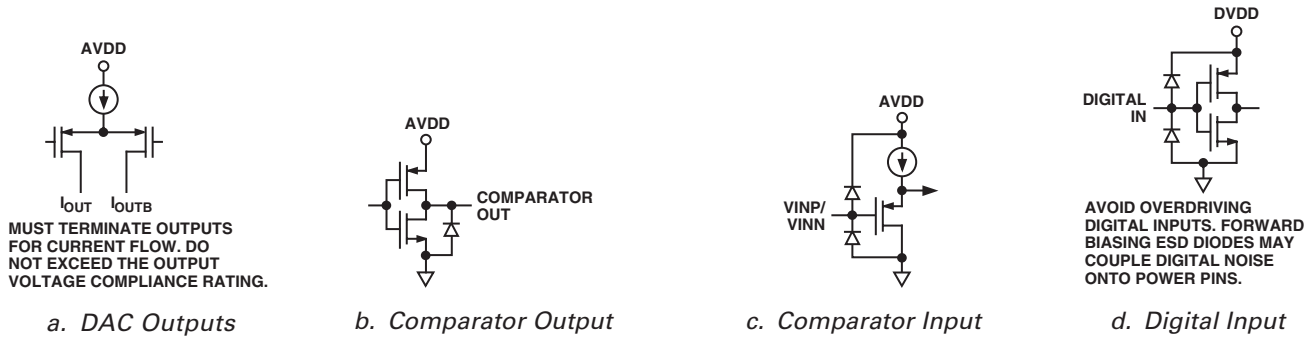 AVDD
I_OUT I_OUTB
MUST TERMINATE OUTPUTS
FOR CURRENT FLOW. DO
NOT EXCEED THE OUTPUT
VOLTAGE COMPLIANCE RATING.
a. DAC Outputs
AVDD
COMPARATOR
OUT
b. Comparator Output
AVDD
VINP/
VINN
c. Comparator Input
DVDD
DIGITAL
IN
AVOID OVERDRIVING
DIGITAL INPUTS. FORWARD
BIASING ESD DIODES MAY
COUPLE DIGITAL NOISE
ONTO POWER PINS.
d. Digital Input